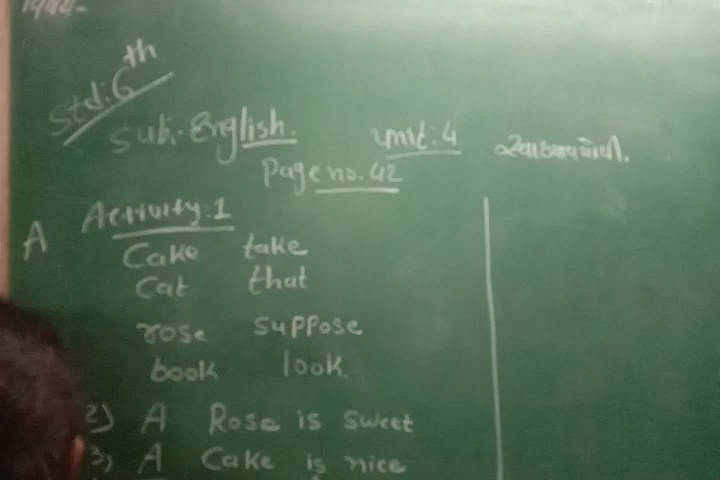 Std: 6th
Sub:- English. Unit: 4
Page no. 42
A Activity: 1
Cake take
Cat that
rose suppose
book look.
2) A Rose is sweet
3) A Cake is nice